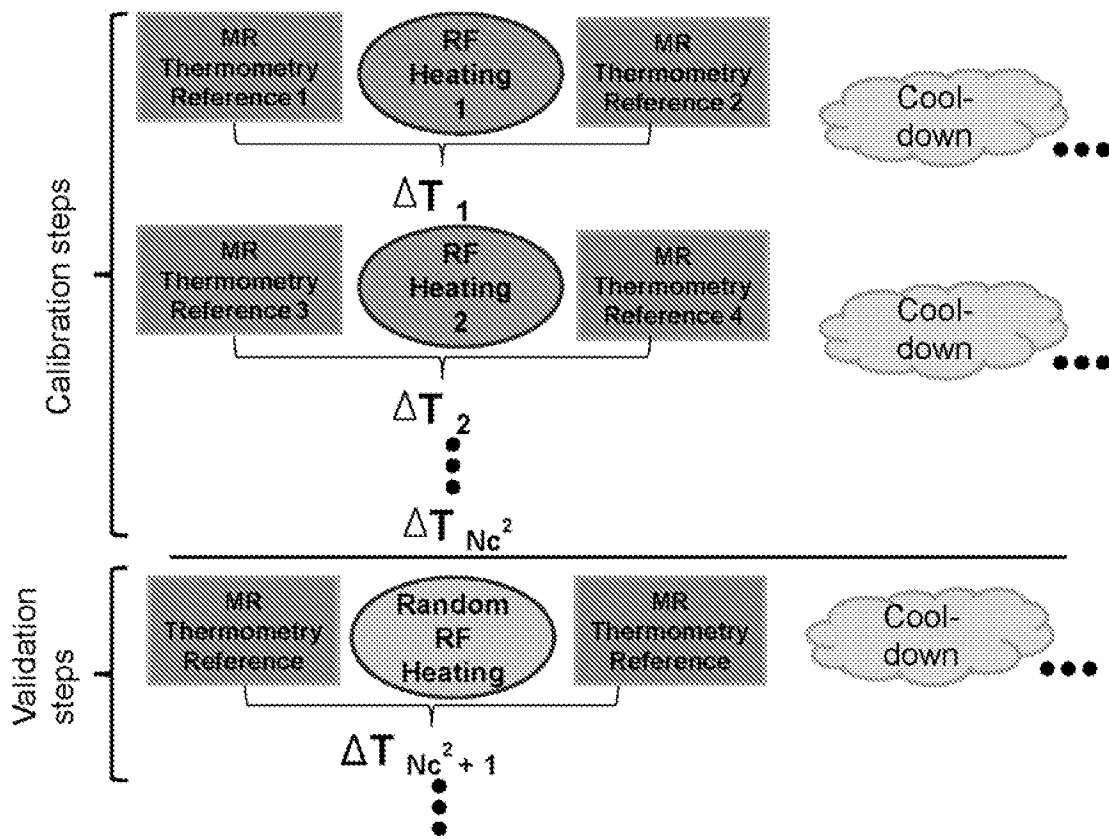 Calibration steps
MR
Thermometry
Reference 1
RF
Heating
1
MR
Thermometry
Reference 2
Cool-
down
ΔT 1
MR
Thermometry
Reference 3
RF
Heating
2
MR
Thermometry
Reference 4
Cool-
down
ΔT 2
ΔT Nc²
Validation
steps
MR
Thermometry
Reference
Random
RF
Heating
MR
Thermometry
Reference
Cool-
down
ΔT Nc² + 1